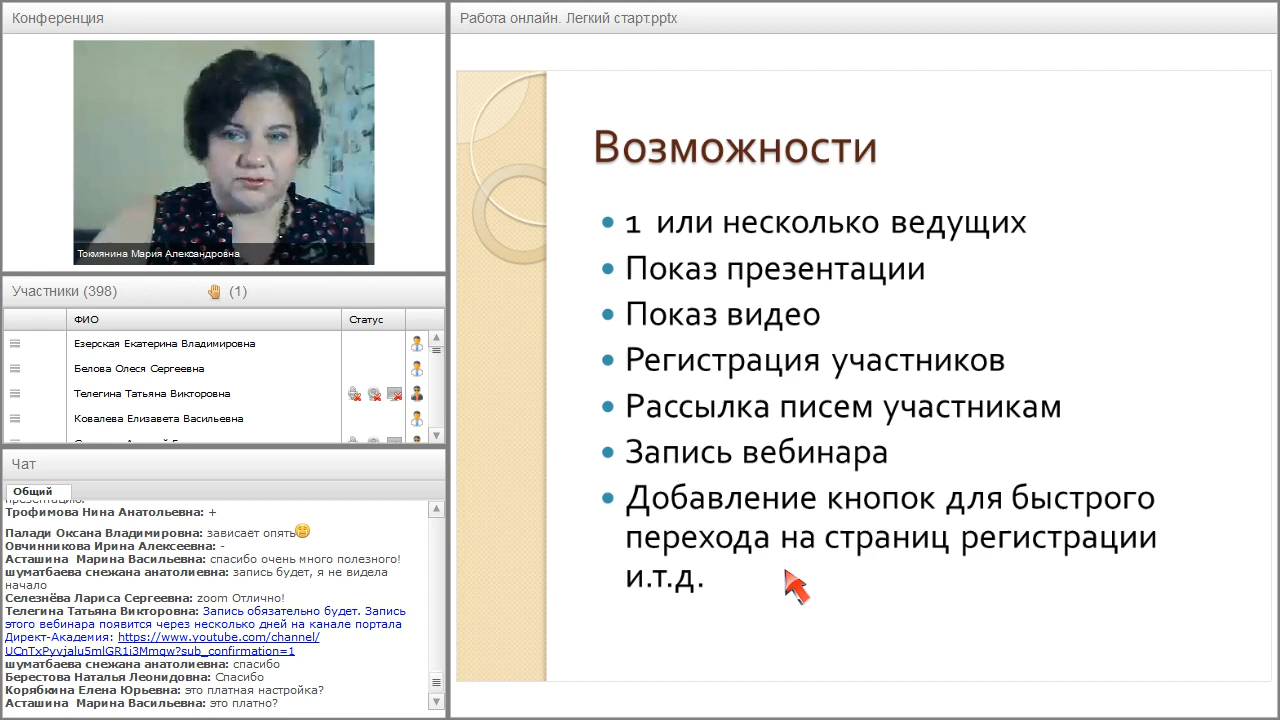 Конференция
Токмянина Мария Александровна
Участники (398)
(1)
ФИО
Статус
Езерская Екатерина Владимировна
Белова Олеся Сергеевна
Телегина Татьяна Викторовна
Ковалева Елизавета Васильевна
Чат
Общий
презентацию.
Трофимова Нина Анатольевна: +
Палади Оксана Владимировна: зависает опять
Овчинникова Ирина Алексеевна: -
Асташина Марина Васильевна: спасибо очень много полезного!
шуматбаева снежана анатолиевна: запись будет, я не видела
начало
Селезнёва Лариса Сергеевна: zoom Отлично!
Телегина Татьяна Викторовна: Запись обязательно будет. Запись
этого вебинара появится через несколько дней на канале портала
Директ-Академия: https://www.youtube.com/channel/
UCnTxPyvjalu5mlGR1i3Mmqw?sub_confirmation=1
шуматбаева снежана анатолиевна: спасибо
Берестова Наталья Леонидовна: Спасибо
Корябкина Елена Юрьевна: это платная настройка?
Асташина Марина Васильевна: это платно?
Работа онлайн. Легкий старт.pptx
Возможности
1 или несколько ведущих
Показ презентации
Показ видео
Регистрация участников
Рассылка писем участникам
Запись вебинара
Добавление кнопок для быстрого
перехода на страниц регистрации
и.т.д.